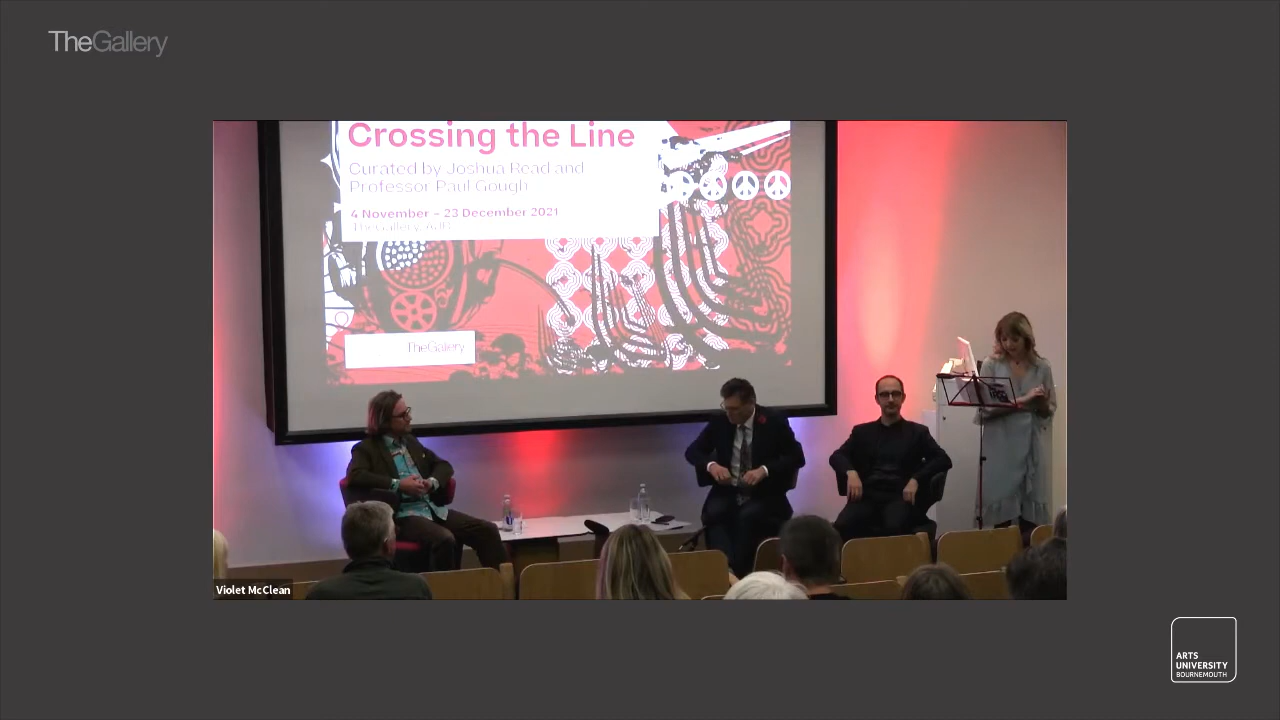 TheGallery
Crossing the Line
Curated by Joshua Read and
Professor Paul Gough
4 November – 23 December 2021
TheGallery, AUB
TheGallery
Violet McClean
ARTS
UNIVERSITY
BOURNEMOUTH